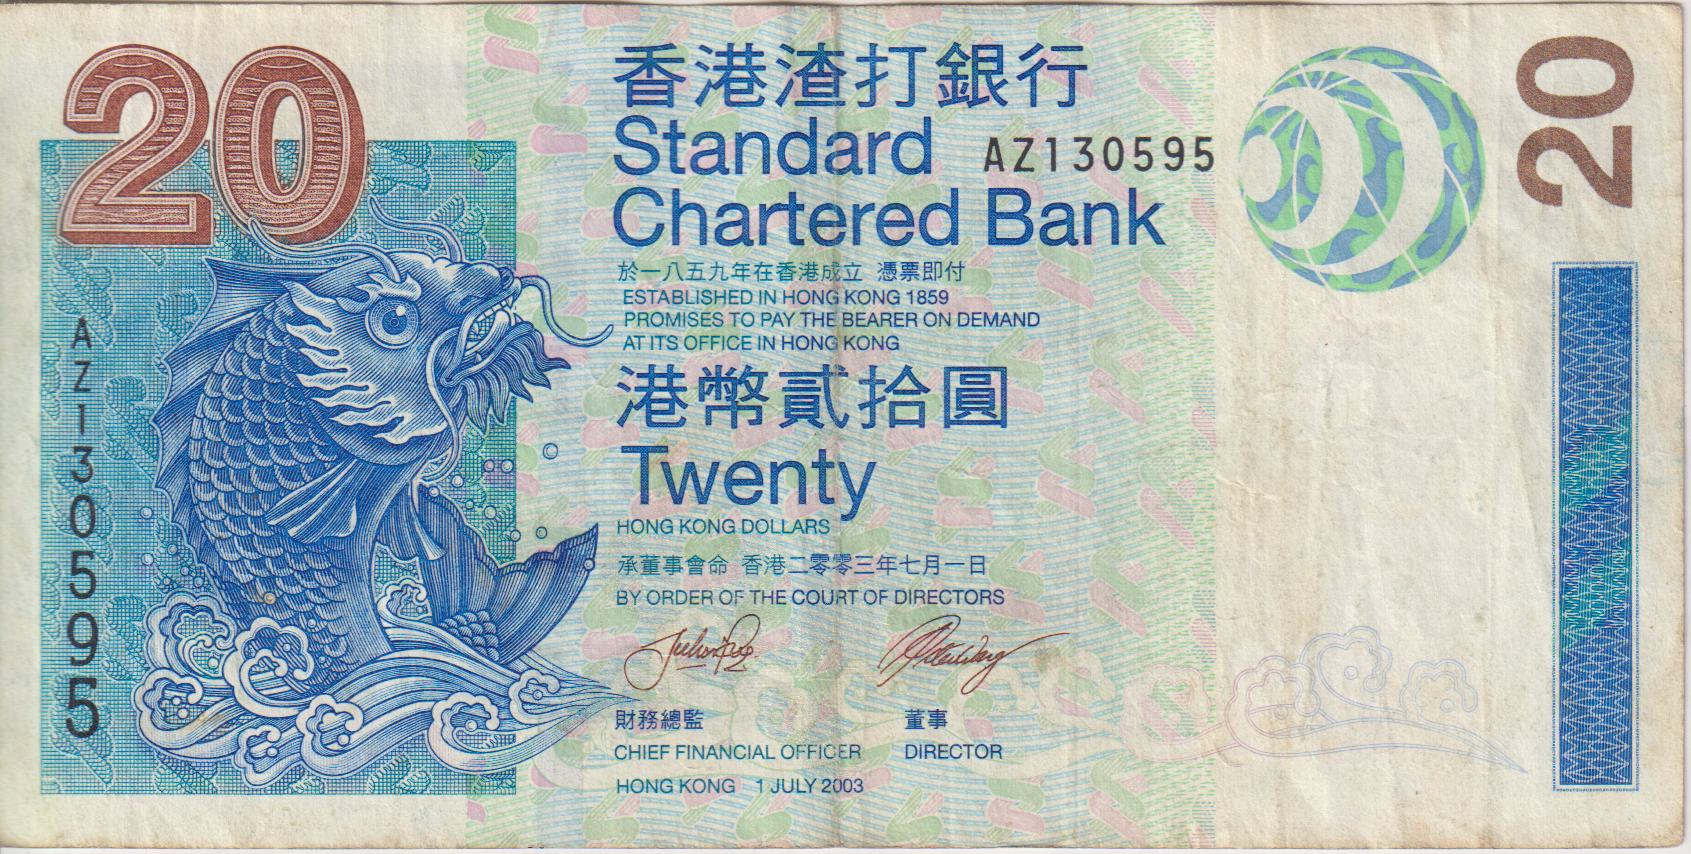 20
香港渣打銀行
Standard
Chartered Bank
AZ130595
20
於一八五九年在香港成立 憑票即付
ESTABLISHED IN HONG KONG 1859
PROMISES TO PAY THE BEARER ON DEMAND
AT ITS OFFICE IN HONG KONG
港幣貳拾圓
Twenty
HONG KONG DOLLARS
承董事會命 香港二零零三年七月一日
BY ORDER OF THE COURT OF DIRECTORS
財務總監 董事
CHIEF FINANCIAL OFFICER DIRECTOR
HONG KONG 1 JULY 2003
AZ130595